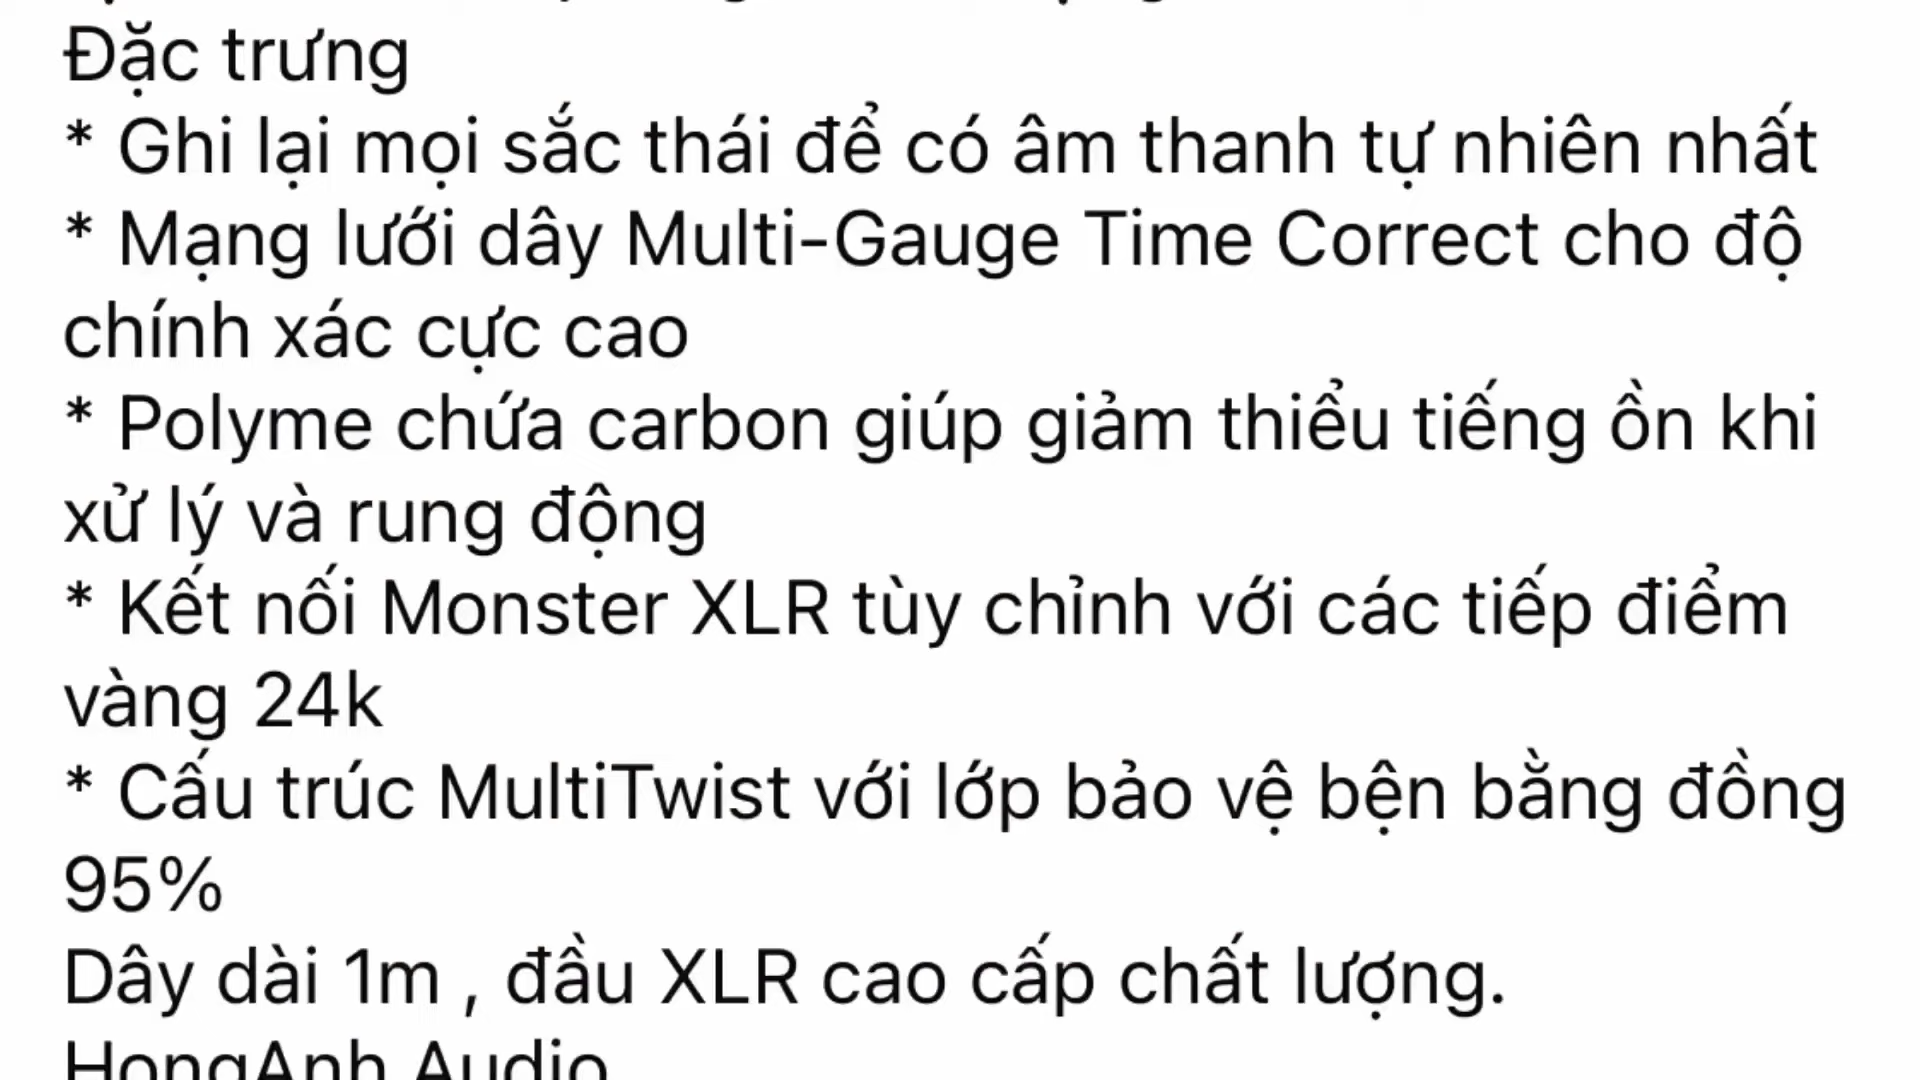 Đặc trưng
* Ghi lại mọi sắc thái để có âm thanh tự nhiên nhất
* Mạng lưới dây Multi-Gauge Time Correct cho độ
chính xác cực cao
* Polyme chứa carbon giúp giảm thiểu tiếng ồn khi
xử lý và rung động
* Kết nối Monster XLR tùy chỉnh với các tiếp điểm
vàng 24k
* Cấu trúc MultiTwist với lớp bảo vệ bện bằng đồng
95%
Dây dài 1m , đầu XLR cao cấp chất lượng.
HongAnh Audio